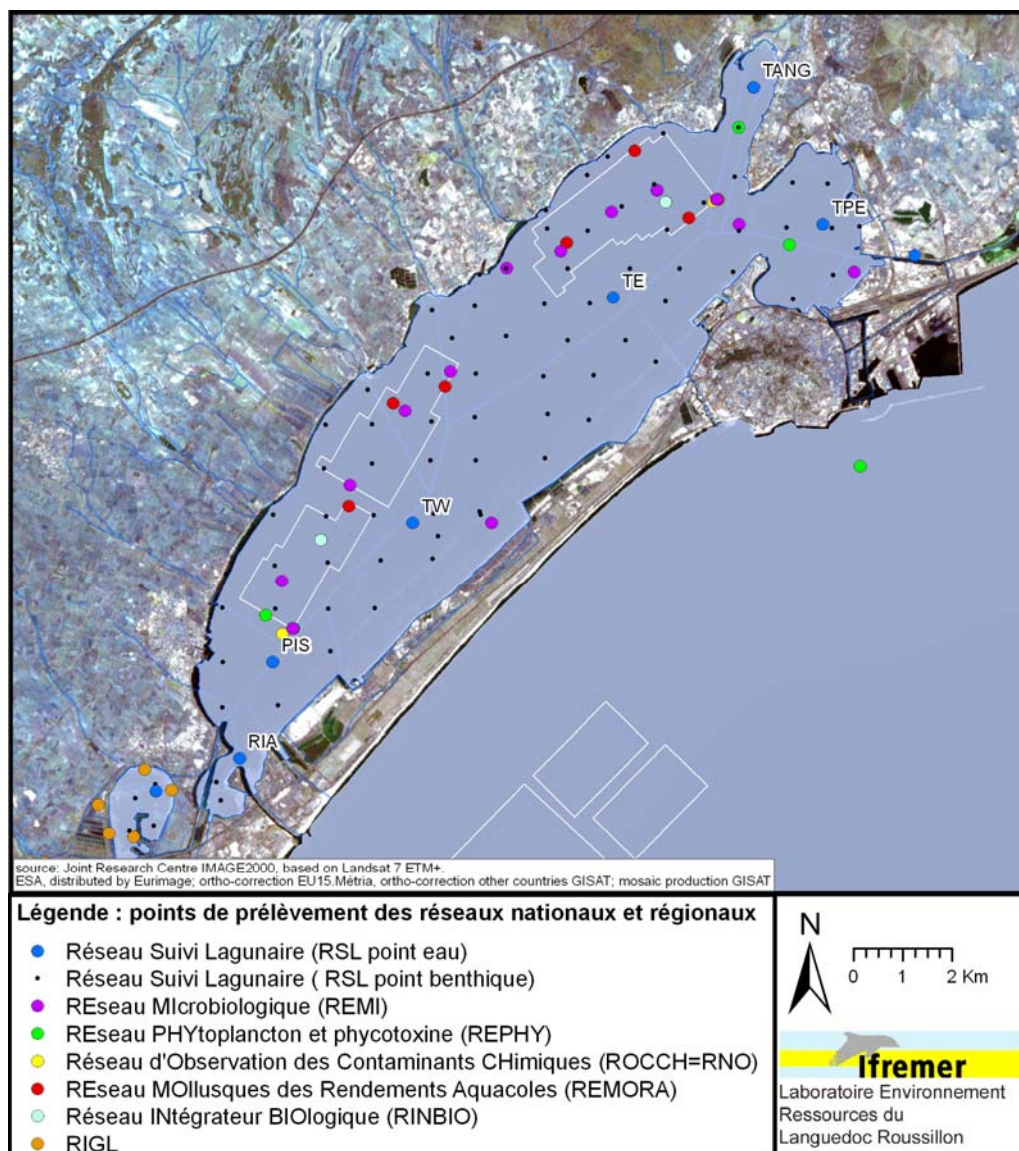 TANG
TPE
TE
TW
PIS
RIA
source: Joint Research Centre IMAGE2000, based on Landsat 7 ETM+.
ESA, distributed by Eurimage; ortho-correction EU15.Métria, ortho-correction other countries GISAT; mosaic production GISAT
Légende : points de prélèvement des réseaux nationaux et régionaux
Réseau Suivi Lagunaire (RSL point eau)
Réseau Suivi Lagunaire ( RSL point benthique)
REseau MIcrobiologique (REMI)
REseau PHYtoplancton et phycotoxine (REPHY)
Réseau d'Observation des Contaminants CHimiques (ROCCH=RNO)
REseau MOllusques des Rendements Aquacoles (REMORA)
Réseau INtégrateur BIOlogique (RINBIO)
RIGL
N
0 1 2 Km
Ifremer
Laboratoire Environnement
Ressources du
Languedoc Roussillon